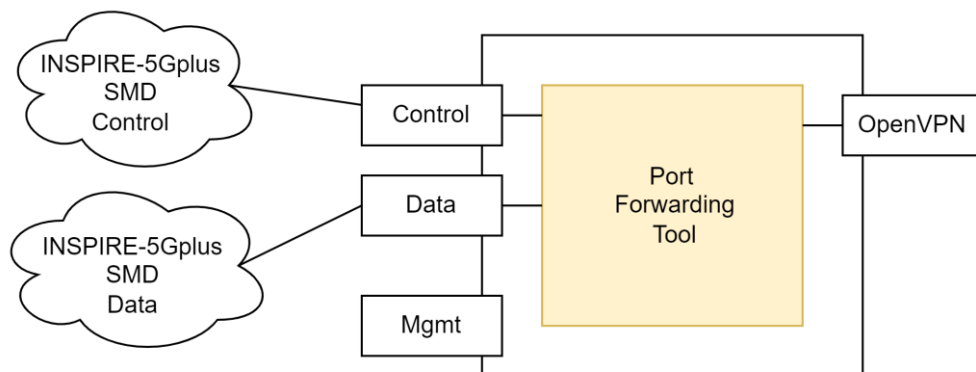 INSPIRE-5Gplus
SMD
Control
Control
OpenVPN
Port
Forwarding
Tool
Data
INSPIRE-5Gplus
SMD
Data
Mgmt